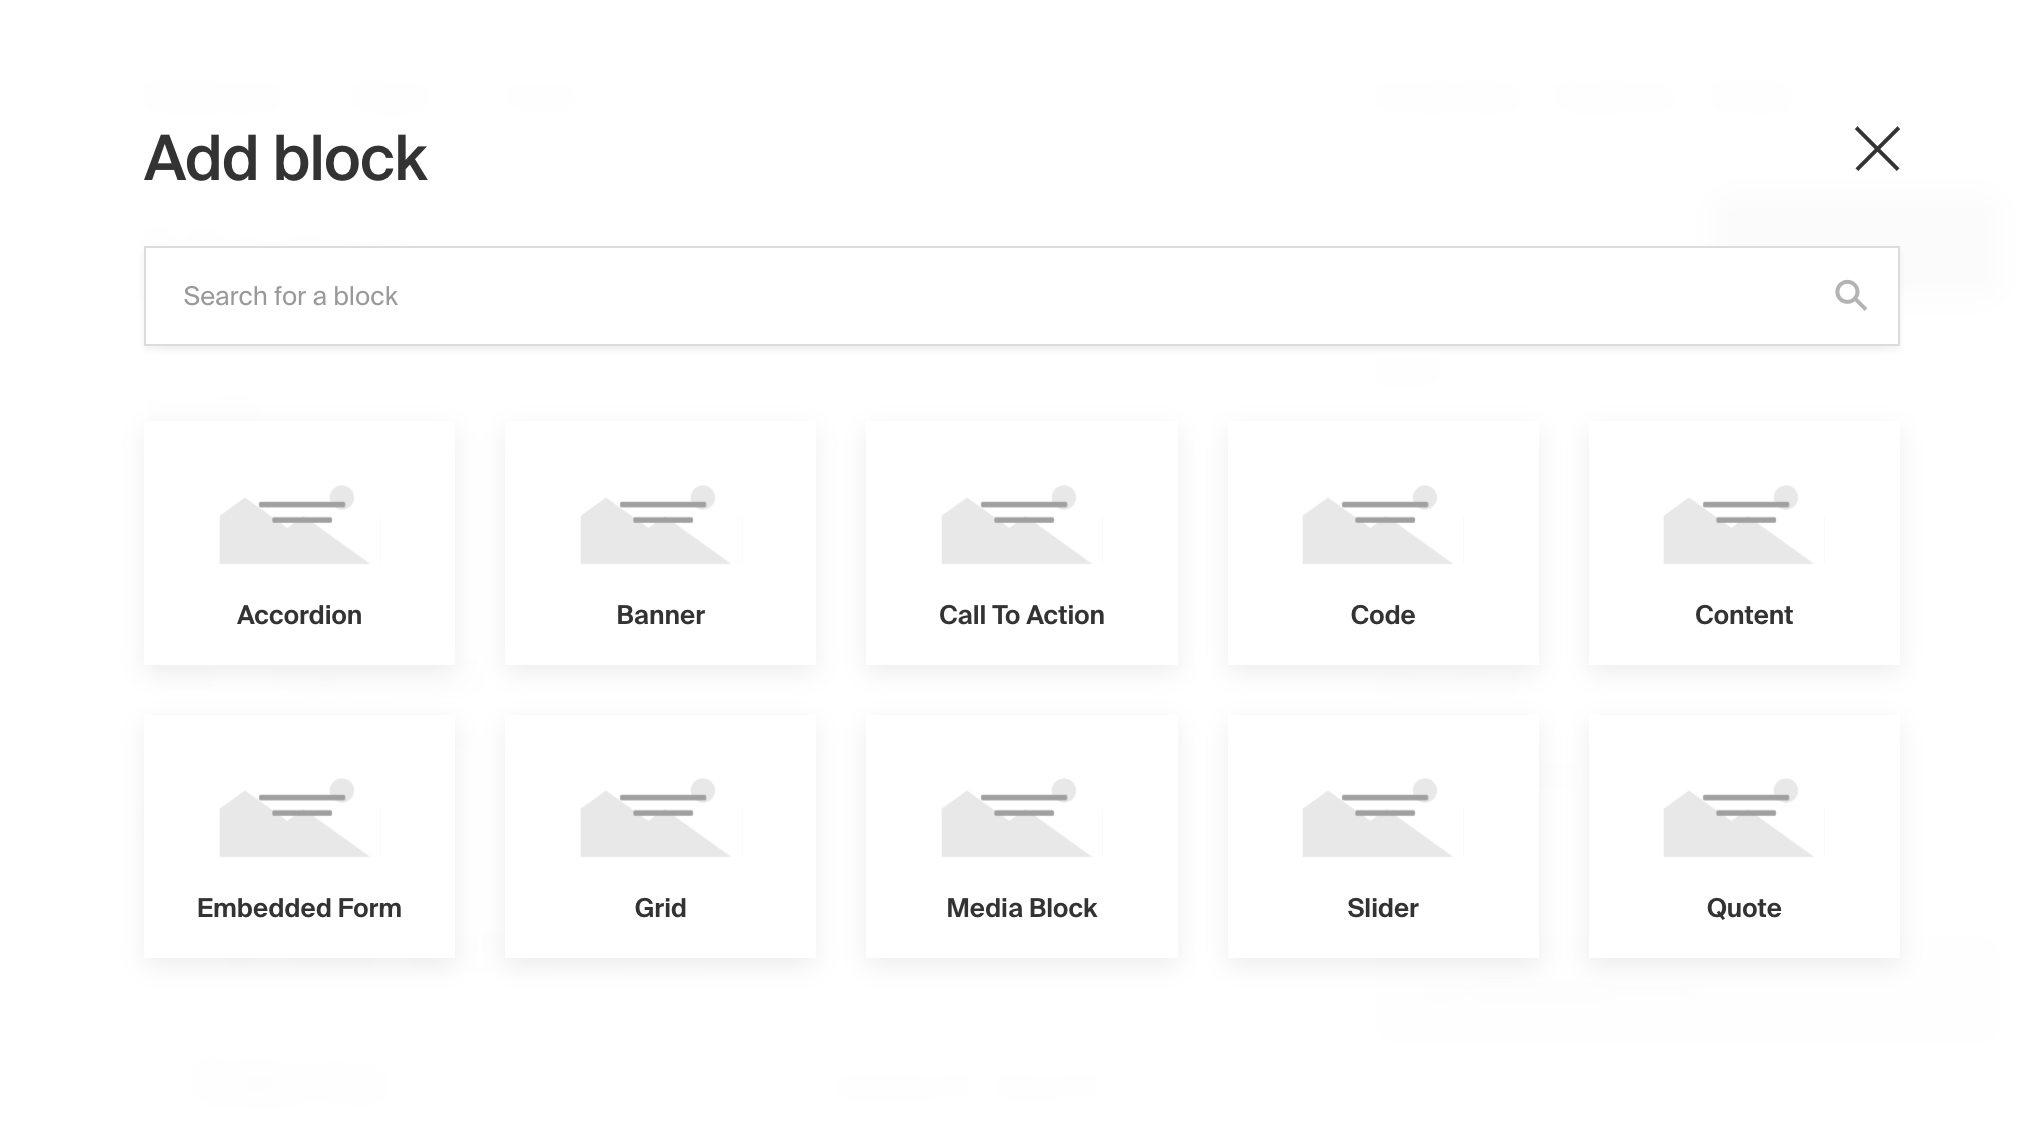 Add block
Search for a block
Accordion
Banner
Call To Action
Code
Content
Embedded Form
Grid
Media Block
Slider
Quote